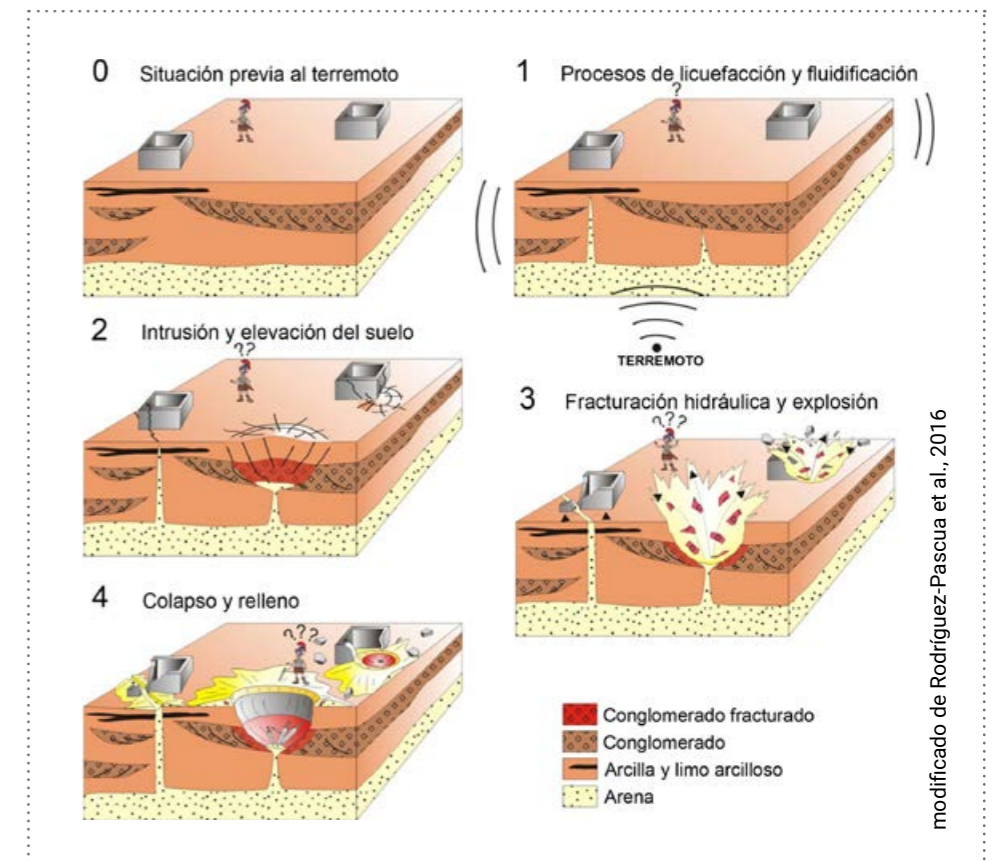 0 Situación previa al terremoto
1 Procesos de licuefacción y fluidificación
?
TERREMOTO
2 Intrusión y elevación del suelo
??
3 Fracturación hidráulica y explosión
???
4 Colapso y relleno
???
Conglomerado fracturado
Conglomerado
Arcilla y limo arcilloso
Arena
modificado de Rodríguez-Pascua et al., 2016